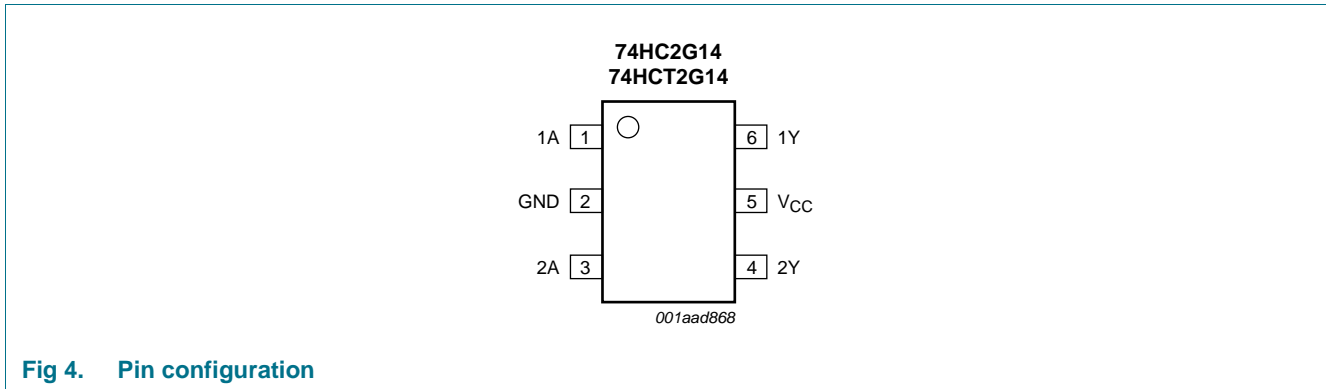 74HC2G14
74HCT2G14
1A 1 6 1Y
GND 2 5 VCC
2A 3 4 2Y
001aad868
Fig 4. Pin configuration